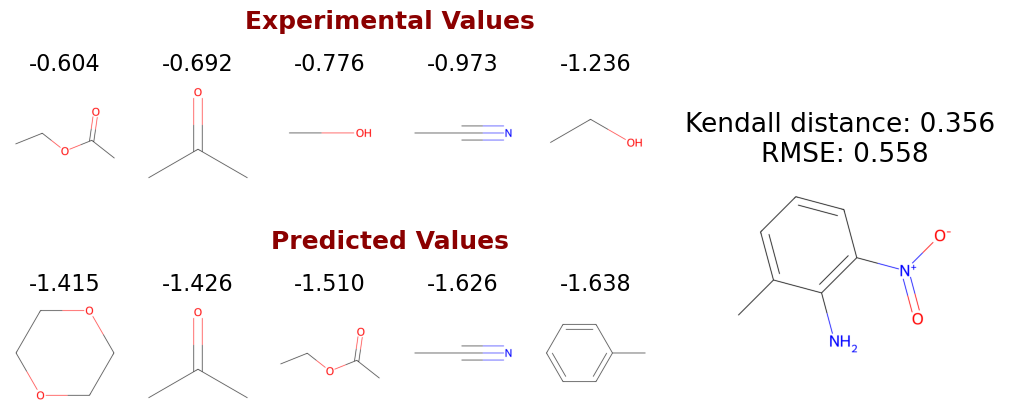 Experimental Values
-0.604 -0.692 -0.776 -0.973 -1.236
O O O OH N OH
Kendall distance: 0.356
RMSE: 0.558
Predicted Values
-1.415 -1.426 -1.510 -1.626 -1.638
O O O O O N
O⁻ N⁺ O NH₂